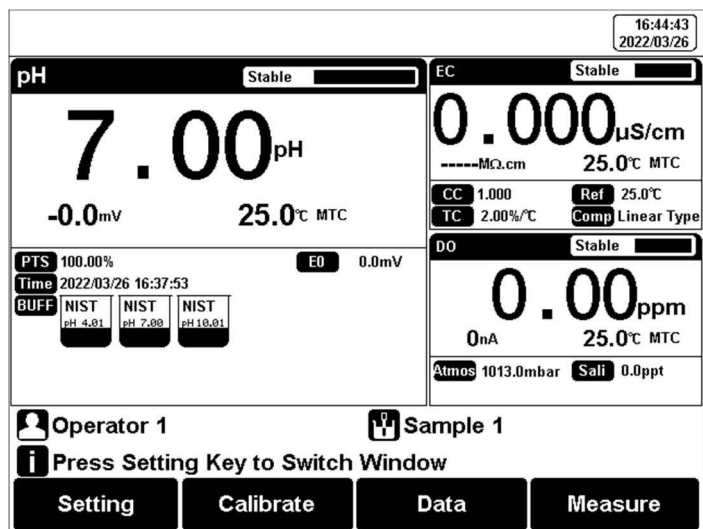 16:44:43
2022/03/26
pH Stable
7.00pH
-0.0mV 25.0℃ MTC
PTS 100.00% E0 0.0mV
Time 2022/03/26 16:37:53
BUFF NIST pH 4.01 NIST pH 7.00 NIST pH 10.01
EC Stable
0.000µS/cm
-----MΩ.cm 25.0℃ MTC
CC 1.000 Ref 25.0℃
TC 2.00%/℃ Comp Linear Type
DO Stable
0.00ppm
0nA 25.0℃ MTC
Atmos 1013.0mbar Sali 0.0ppt
Operator 1 Sample 1
i Press Setting Key to Switch Window
Setting Calibrate Data Measure